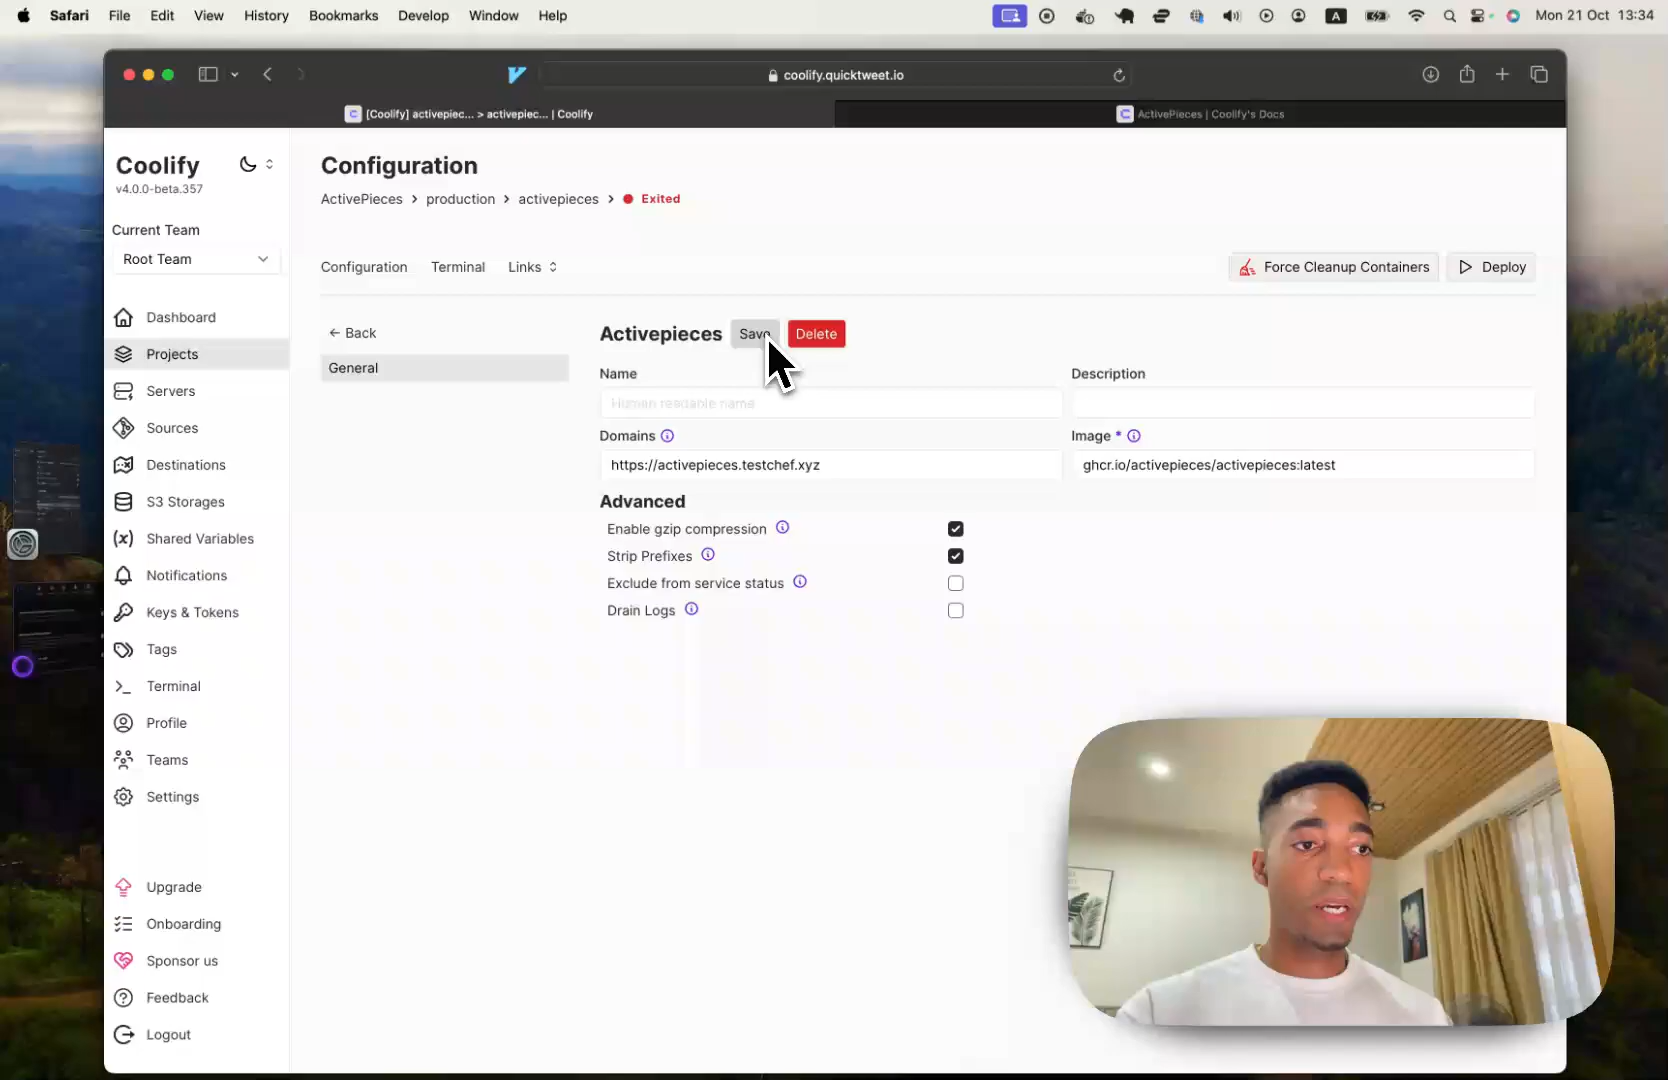 Safari File Edit View History Bookmarks Develop Window Help A Mon 21 Oct 13:34
coolify.quicktweet.io
[Coolify] activepiec... > activepiec... | Coolify
ActivePieces | Coolify's Docs
Coolify
v4.0.0-beta.357
Current Team
Root Team
Dashboard
Projects
Servers
Sources
Destinations
S3 Storages
Shared Variables
Notifications
Keys & Tokens
Tags
Terminal
Profile
Teams
Settings
Upgrade
Onboarding
Sponsor us
Feedback
Logout
Configuration
ActivePieces > production > activepieces > Exited
Configuration Terminal Links
Force Cleanup Containers Deploy
← Back
General
Activepieces Save Delete
Name
Human readable name
Description
Domains
https://activepieces.testchef.xyz
Image *
ghcr.io/activepieces/activepieces:latest
Advanced
Enable gzip compression
Strip Prefixes
Exclude from service status
Drain Logs